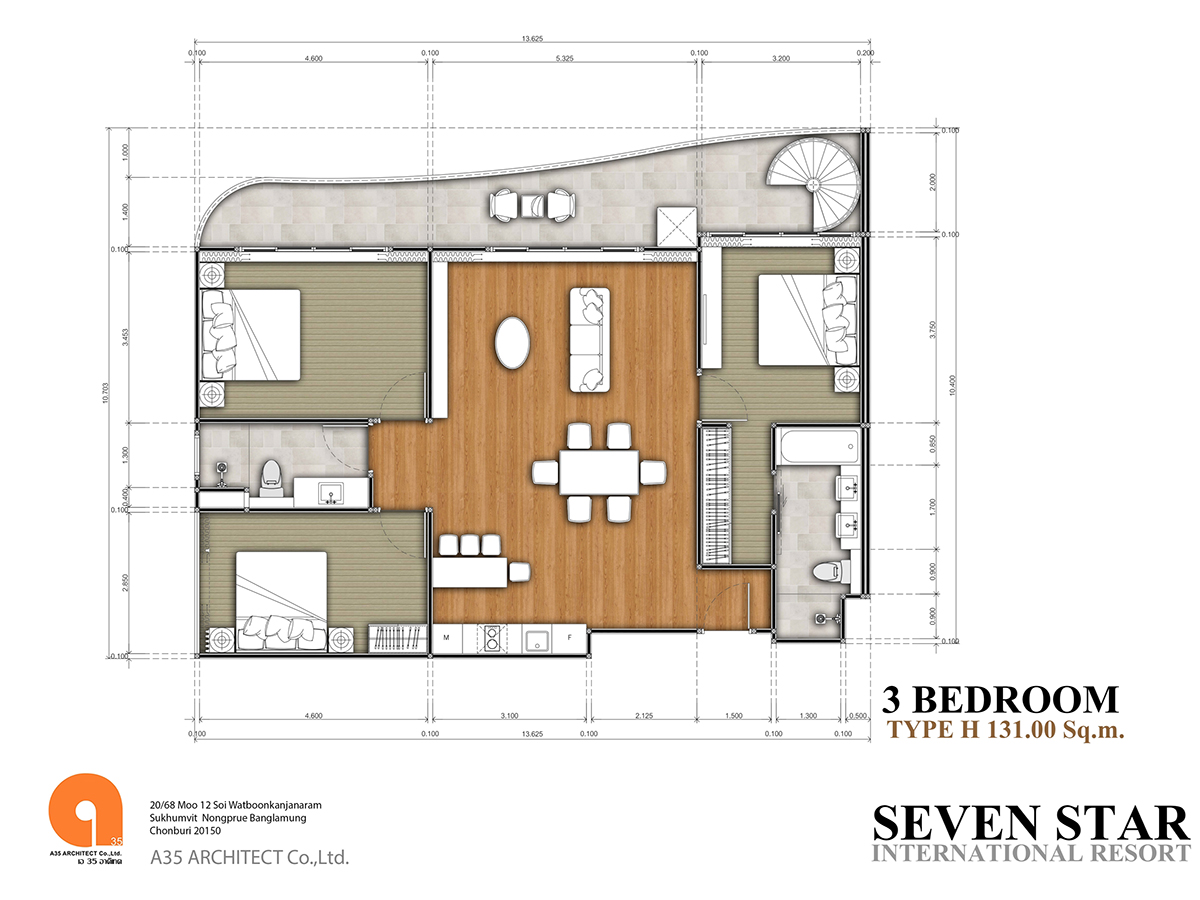 13.625
0.100 0.100 0.100 0.200
4.600 5.325 3.200
0.100
1.000
2.000
1.400
0.100
0.100
3.453
3.750
10.703
10.400
1.300
0.850
0.400
0.100
1.700
2.850
0.900
0.900
0.100
0.100
M F
4.600 3.100 2.125 1.500 1.300 0.500
0.100 0.100 13.625 0.100 0.100 0.100
3 BEDROOM
TYPE H 131.00 Sq.m.
35
A35 ARCHITECT Co.,Ltd.
เอ 35 อาคิเทค
20/68 Moo 12 Soi Watboonkanjanaram
Sukhumvit Nongprue Banglamung
Chonburi 20150
A35 ARCHITECT Co.,Ltd.
SEVEN STAR
INTERNATIONAL RESORT